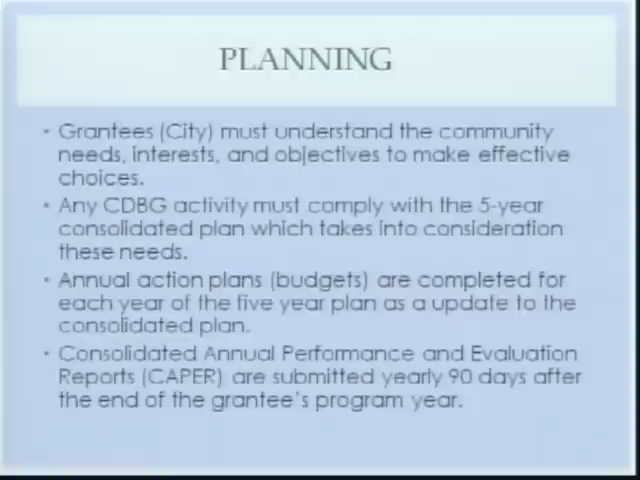 PLANNING
• Grantees (City) must understand the community
needs, interests, and objectives to make effective
choices.
• Any CDBG activity must comply with the 5-year
consolidated plan which takes into consideration
these needs.
• Annual action plans (budgets) are completed for
each year of the five year plan as a update to the
consolidated plan.
• Consolidated Annual Performance and Evaluation
Reports (CAPER) are submitted yearly 90 days after
the end of the grantee's program year.